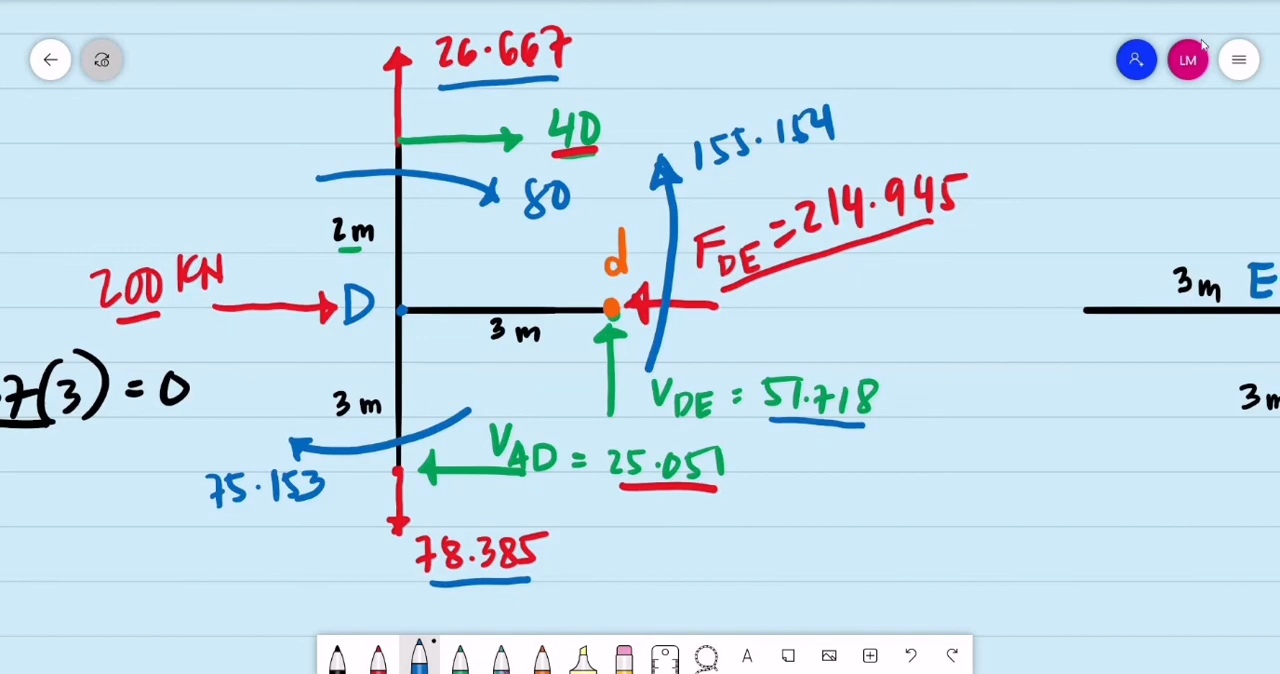 26.667
LM
40
155.154
80
2m
d
F_DE = 214.945
200 KN
D
3m E
3 m
7(3) = 0
3 m
V_DE = 51.718
3m
V_AD = 25.051
75.153
78.385
A